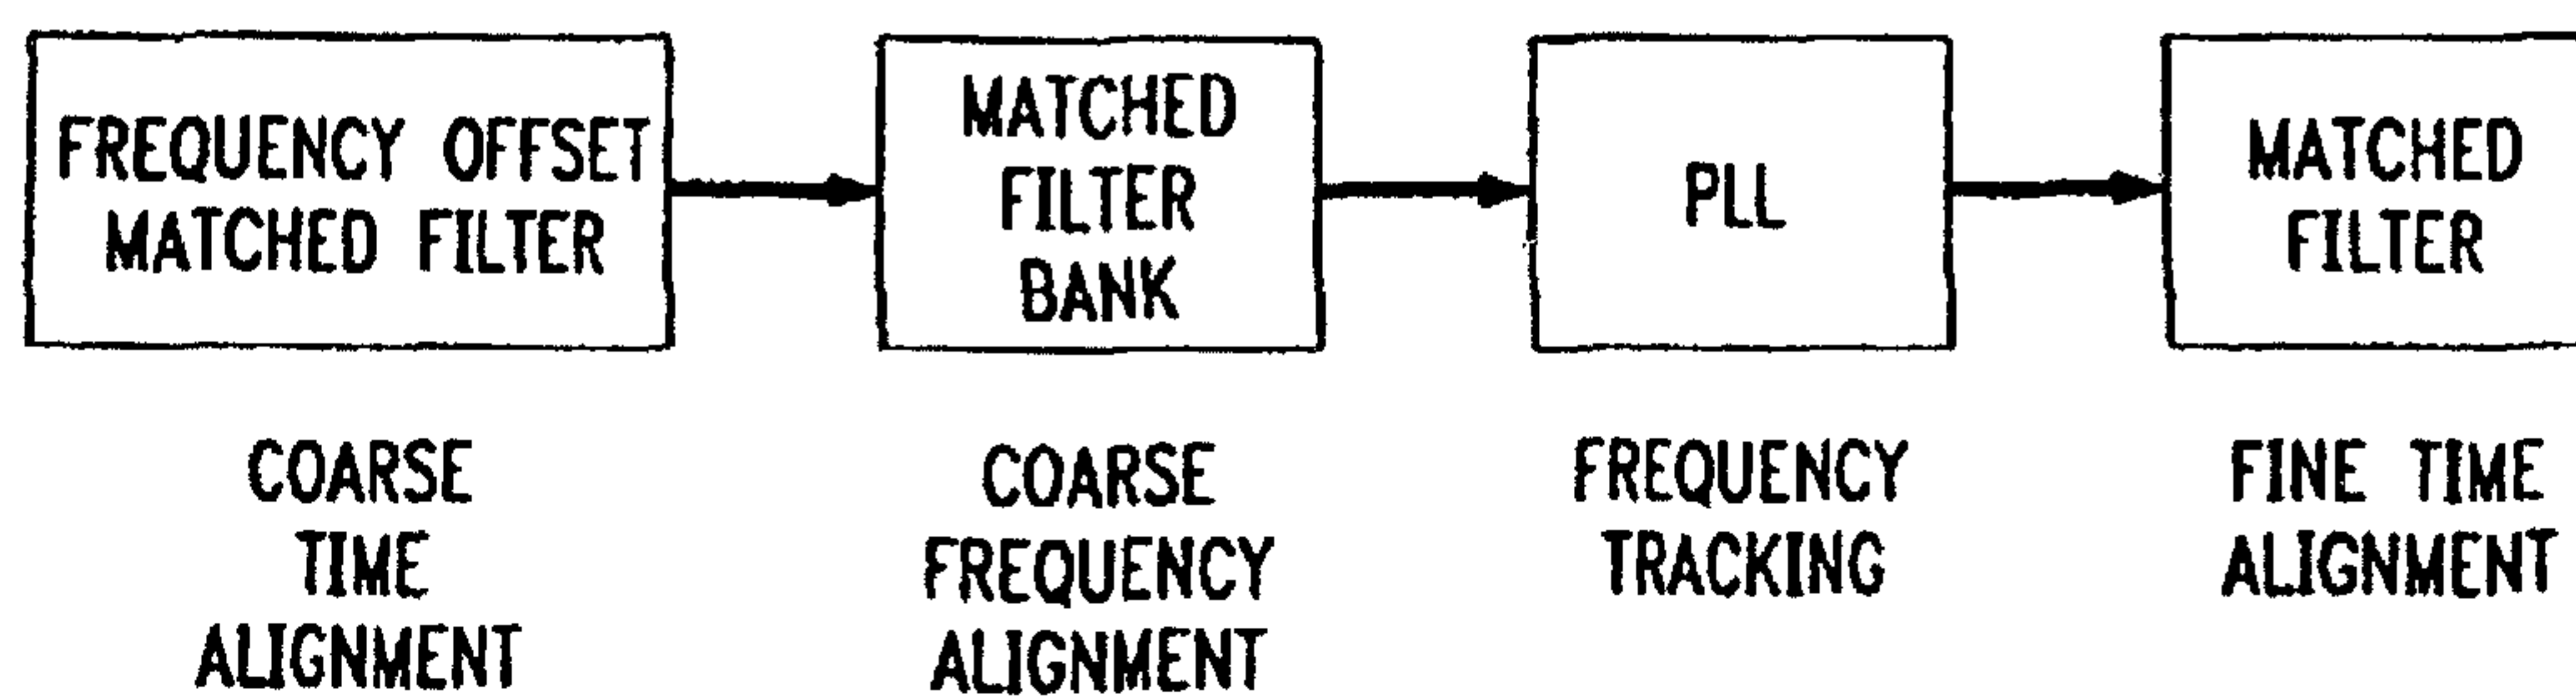 FREQUENCY OFFSET
MATCHED FILTER
MATCHED
FILTER
BANK
PLL
MATCHED
FILTER
COARSE
TIME
ALIGNMENT
COARSE
FREQUENCY
ALIGNMENT
FREQUENCY
TRACKING
FINE TIME
ALIGNMENT